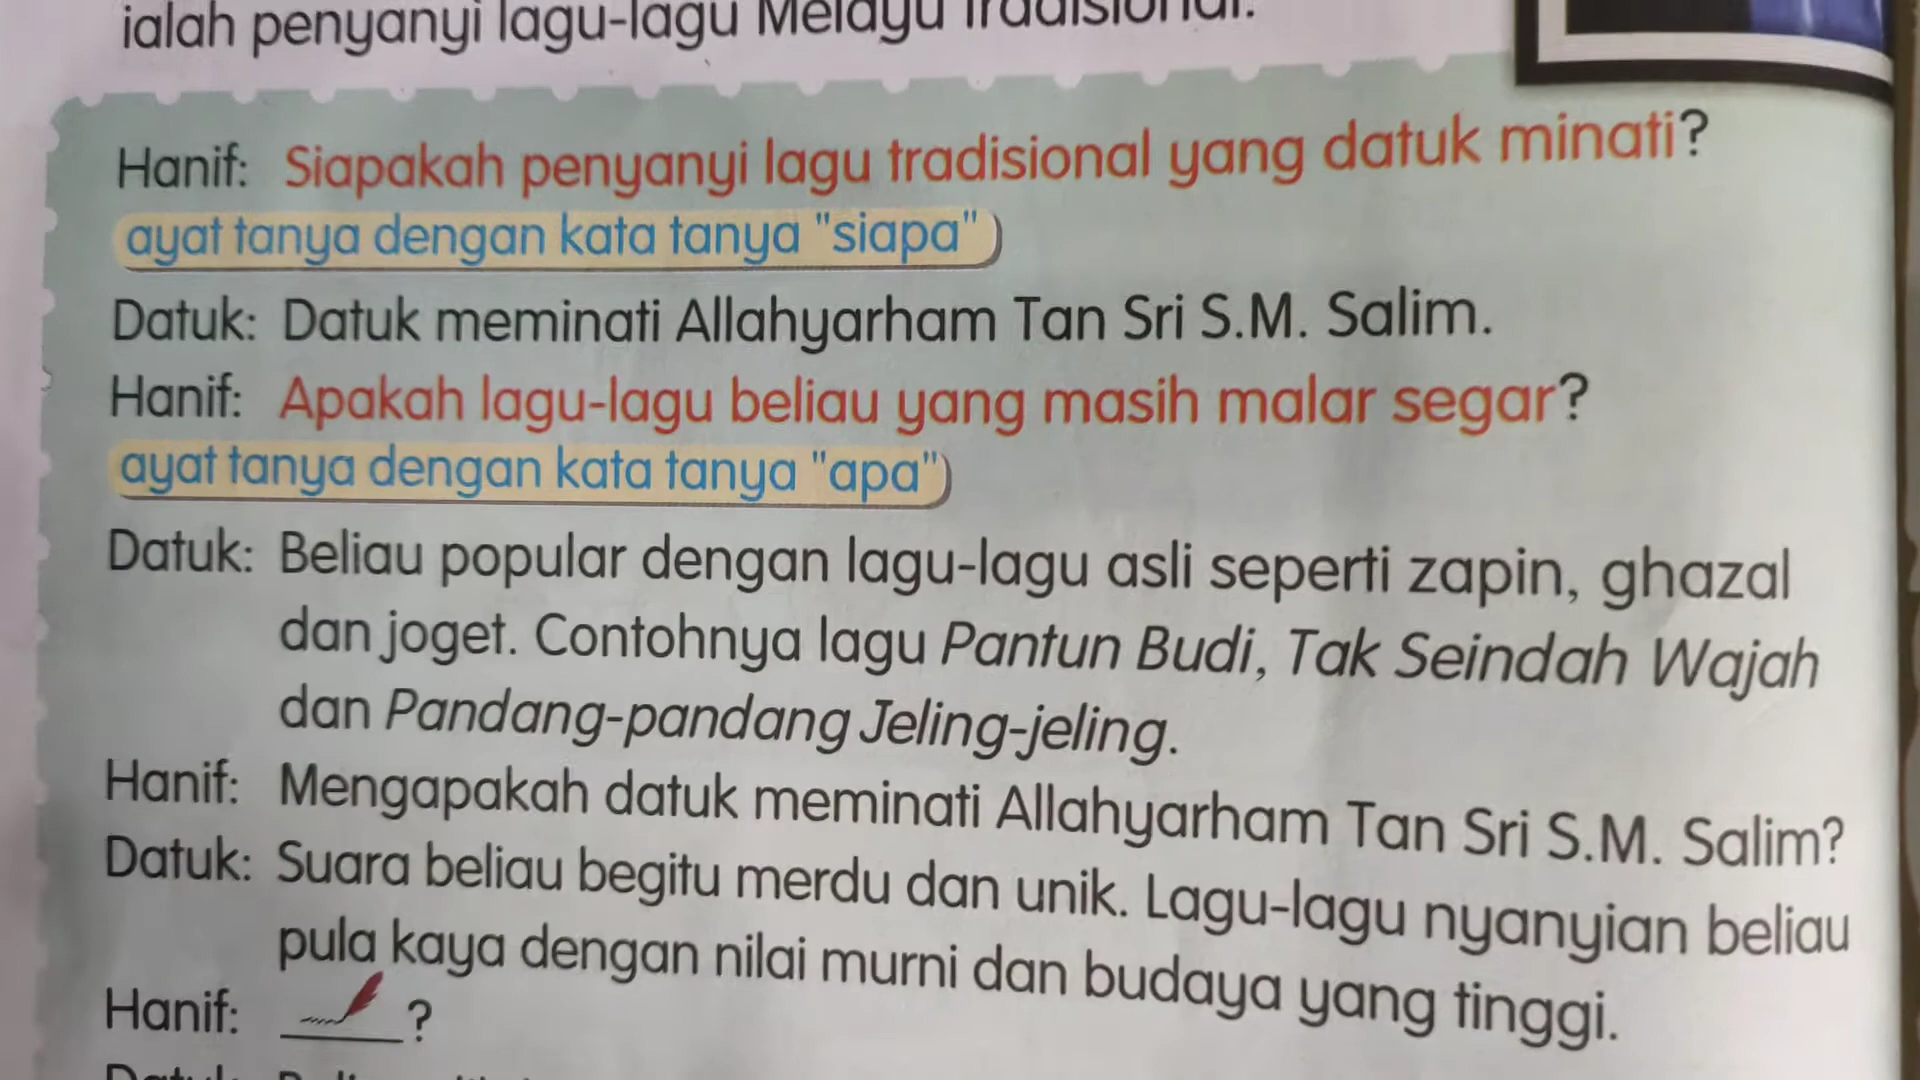 ialah penyanyi lagu-lagu Melayu tradisional.
Hanif: Siapakah penyanyi lagu tradisional yang datuk minati?
ayat tanya dengan kata tanya "siapa"
Datuk: Datuk meminati Allahyarham Tan Sri S.M. Salim.
Hanif: Apakah lagu-lagu beliau yang masih malar segar?
ayat tanya dengan kata tanya "apa"
Datuk: Beliau popular dengan lagu-lagu asli seperti zapin, ghazal
dan joget. Contohnya lagu Pantun Budi, Tak Seindah Wajah
dan Pandang-pandang Jeling-jeling.
Hanif: Mengapakah datuk meminati Allahyarham Tan Sri S.M. Salim?
Datuk: Suara beliau begitu merdu dan unik. Lagu-lagu nyanyian beliau
pula kaya dengan nilai murni dan budaya yang tinggi.
Hanif: ______?
Datuk: